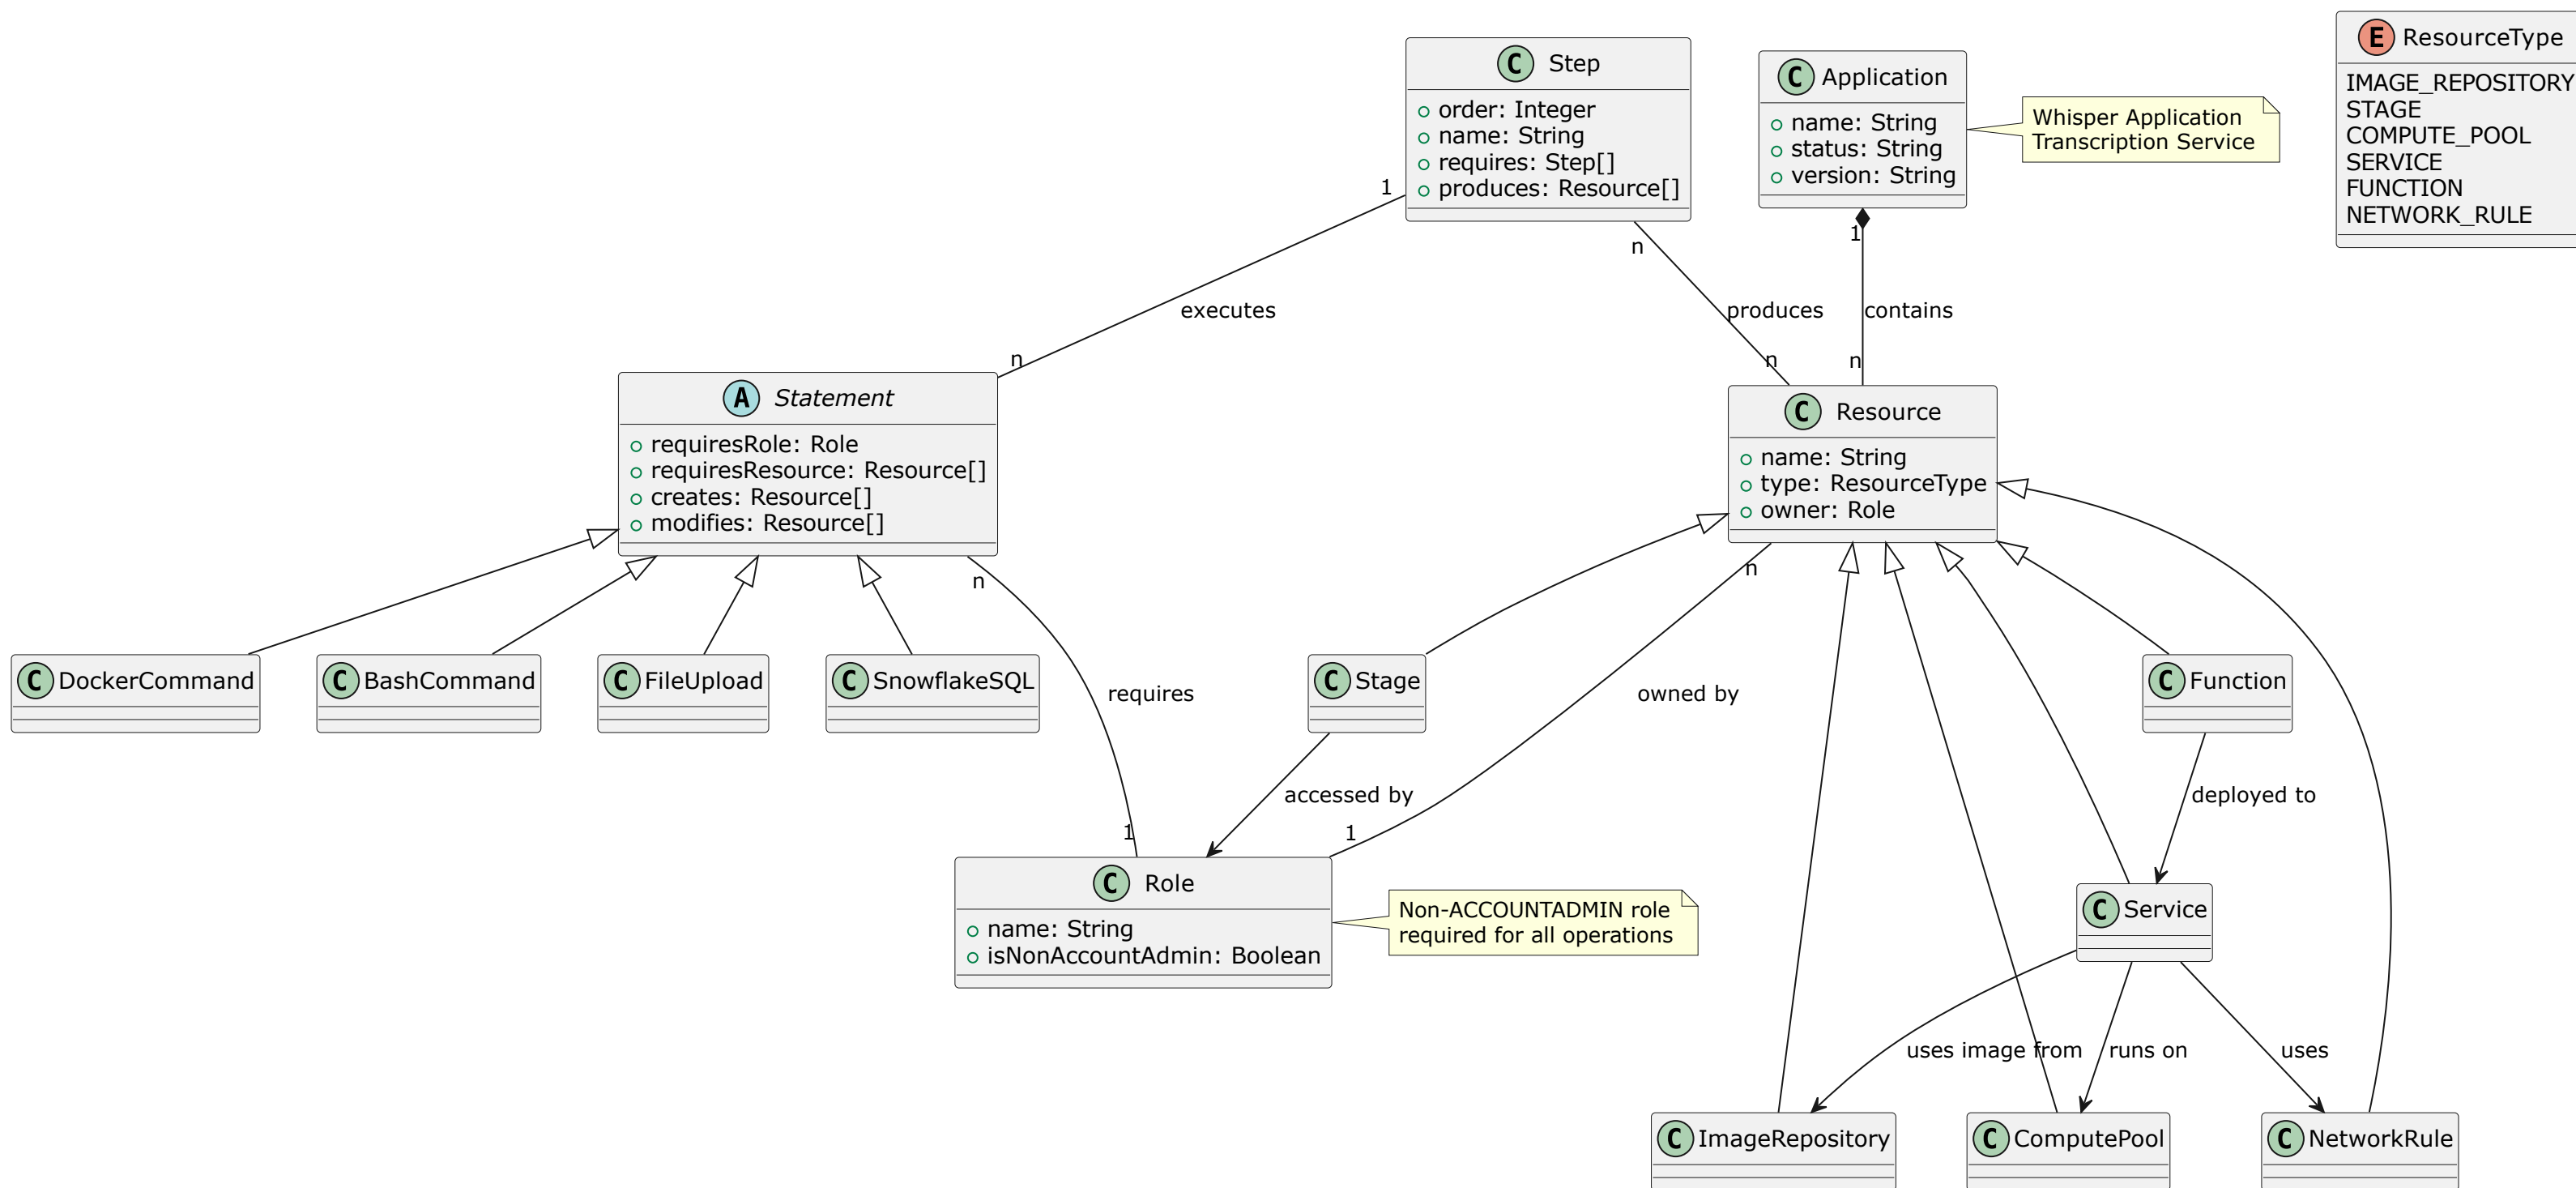 C Step
order: Integer
name: String
requires: Step[]
produces: Resource[]
C Application
name: String
status: String
version: String
Whisper Application
Transcription Service
E ResourceType
IMAGE_REPOSITORY
STAGE
COMPUTE_POOL
SERVICE
FUNCTION
NETWORK_RULE
1
n
1
executes
produces
contains
n
n
n
A Statement
requiresRole: Role
requiresResource: Resource[]
creates: Resource[]
modifies: Resource[]
C Resource
name: String
type: ResourceType
owner: Role
n
n
C DockerCommand
C BashCommand
C FileUpload
C SnowflakeSQL
requires
C Stage
owned by
C Function
accessed by
deployed to
1
1
C Role
name: String
isNonAccountAdmin: Boolean
Non-ACCOUNTADMIN role
required for all operations
C Service
uses image from
runs on
uses
C ImageRepository
C ComputePool
C NetworkRule